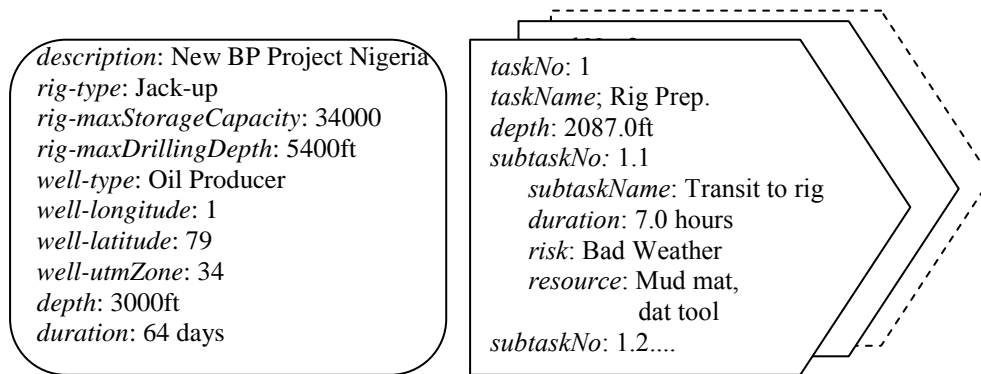 description: New BP Project Nigeria
rig-type: Jack-up
rig-maxStorageCapacity: 34000
rig-maxDrillingDepth: 5400ft
well-type: Oil Producer
well-longitude: 1
well-latitude: 79
well-utmZone: 34
depth: 3000ft
duration: 64 days
taskNo: 1
taskName; Rig Prep.
depth: 2087.0ft
subtaskNo: 1.1
subtaskName: Transit to rig
duration: 7.0 hours
risk: Bad Weather
resource: Mud mat,
dat tool
subtaskNo: 1.2....